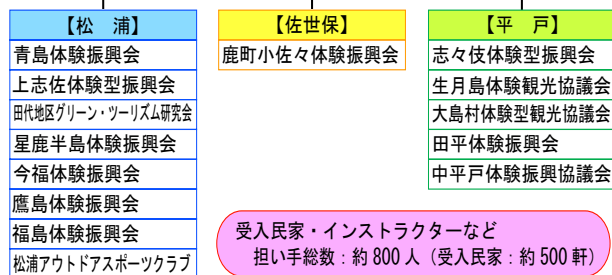 【松　浦】
青島体験振興会
上志佐体験型振興会
田代地区グリーン・ツーリズム研究会
星鹿半島体験振興会
今福体験振興会
鷹島体験振興会
福島体験振興会
松浦アウトドアスポーツクラブ
【佐世保】
鹿町小佐々体験振興会
【平　戸】
志々伎体験型振興会
生月島体験観光協議会
大島村体験型観光協議会
田平体験振興会
中平戸体験振興協議会
受入民家・インストラクターなど
担い手総数：約800人（受入民家：約500軒）